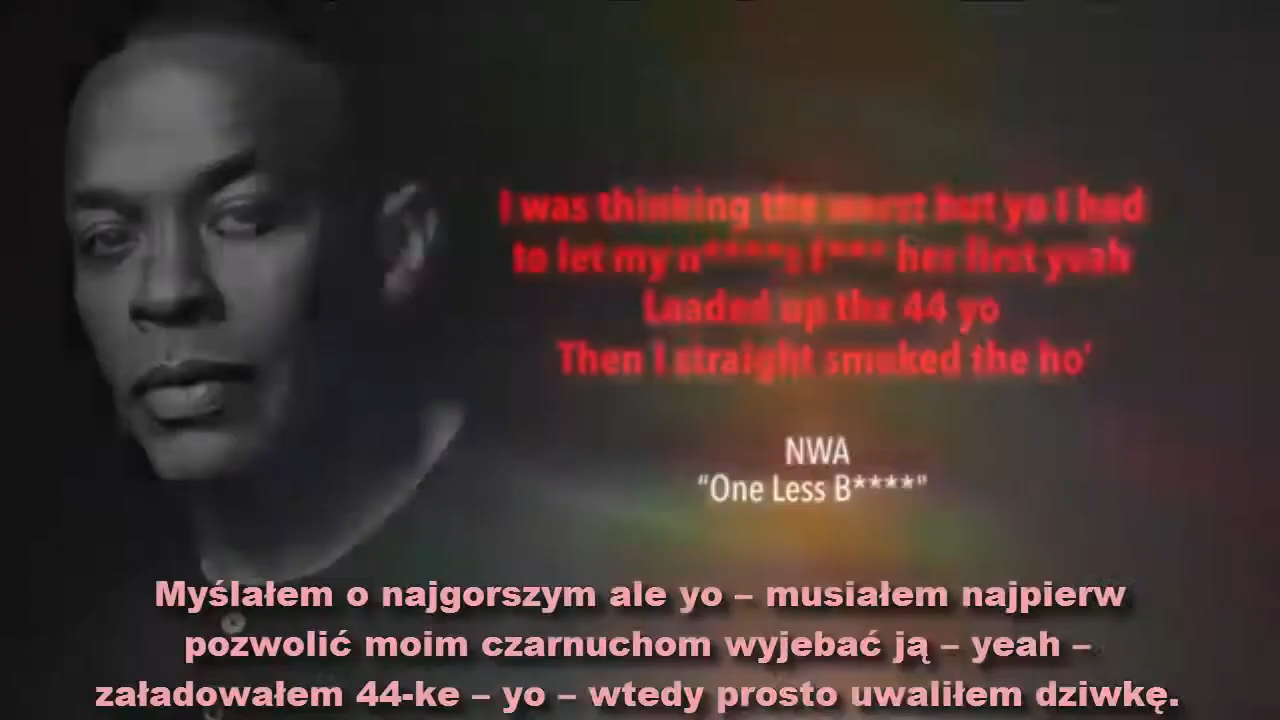 I was thinking the worst but yo I had
to let my n****s f*** her first yeah
Loaded up the 44 yo
Then I straight smoked the ho'
NWA
“One Less B****"
Myślałem o najgorszym ale yo – musiałem najpierw
pozwolić moim czarnuchom wyjebać ją – yeah –
załadowałem 44-ke – yo – wtedy prosto uwaliłem dziwkę.